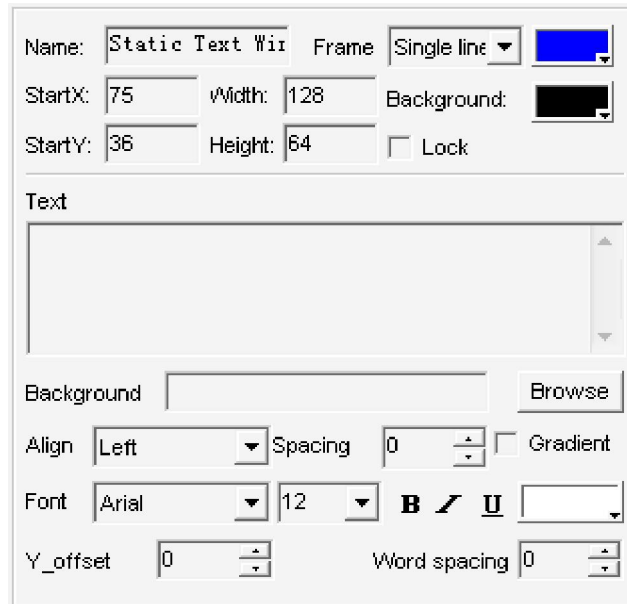 Name: Static Text Wir Frame Single line
StartX: 75 Width: 128 Background:
StartY: 36 Height: 64 Lock
Text
Background Browse
Align Left Spacing 0 Gradient
Font Arial 12 B I U
Y_offset 0 Word spacing 0